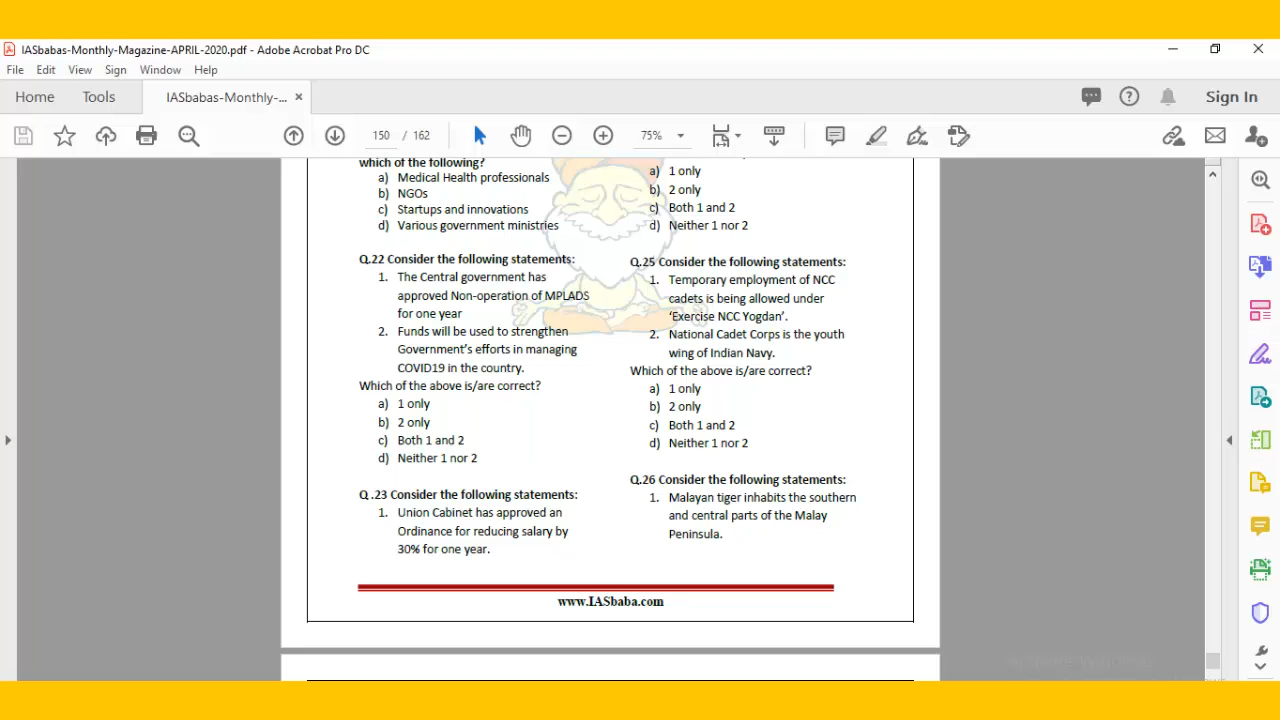 IASbabas-Monthly-Magazine-APRIL-2020.pdf - Adobe Acrobat Pro DC
File Edit View Sign Window Help
Home Tools IASbabas-Monthly-... × Sign In
150 / 162 75%
which of the following?
a) Medical Health professionals
b) NGOs
c) Startups and innovations
d) Various government ministries
Q.22 Consider the following statements:
1. The Central government has
approved Non-operation of MPLADS
for one year
2. Funds will be used to strengthen
Government's efforts in managing
COVID19 in the country.
Which of the above is/are correct?
a) 1 only
b) 2 only
c) Both 1 and 2
d) Neither 1 nor 2
Q .23 Consider the following statements:
1. Union Cabinet has approved an
Ordinance for reducing salary by
30% for one year.
a) 1 only
b) 2 only
c) Both 1 and 2
d) Neither 1 nor 2
Q.25 Consider the following statements:
1. Temporary employment of NCC
cadets is being allowed under
‘Exercise NCC Yogdan’.
2. National Cadet Corps is the youth
wing of Indian Navy.
Which of the above is/are correct?
a) 1 only
b) 2 only
c) Both 1 and 2
d) Neither 1 nor 2
Q.26 Consider the following statements:
1. Malayan tiger inhabits the southern
and central parts of the Malay
Peninsula.
www.IASbaba.com